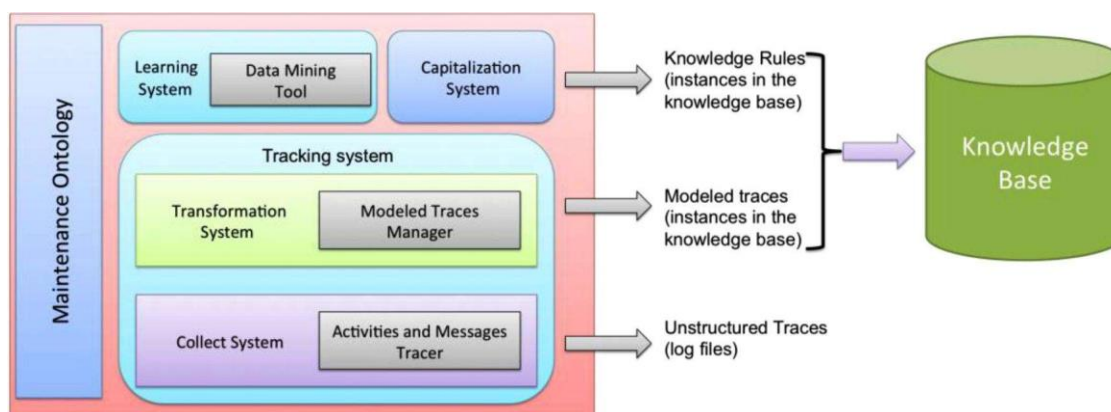 Maintenance Ontology
Learning
System
Data Mining
Tool
Capitalization
System
Tracking system
Transformation
System
Modeled Traces
Manager
Collect System
Activities and Messages
Tracer
Knowledge Rules
(instances in the
knowledge base)
Modeled traces
(instances in the
knowledge base)
Unstructured Traces
(log files)
Knowledge
Base